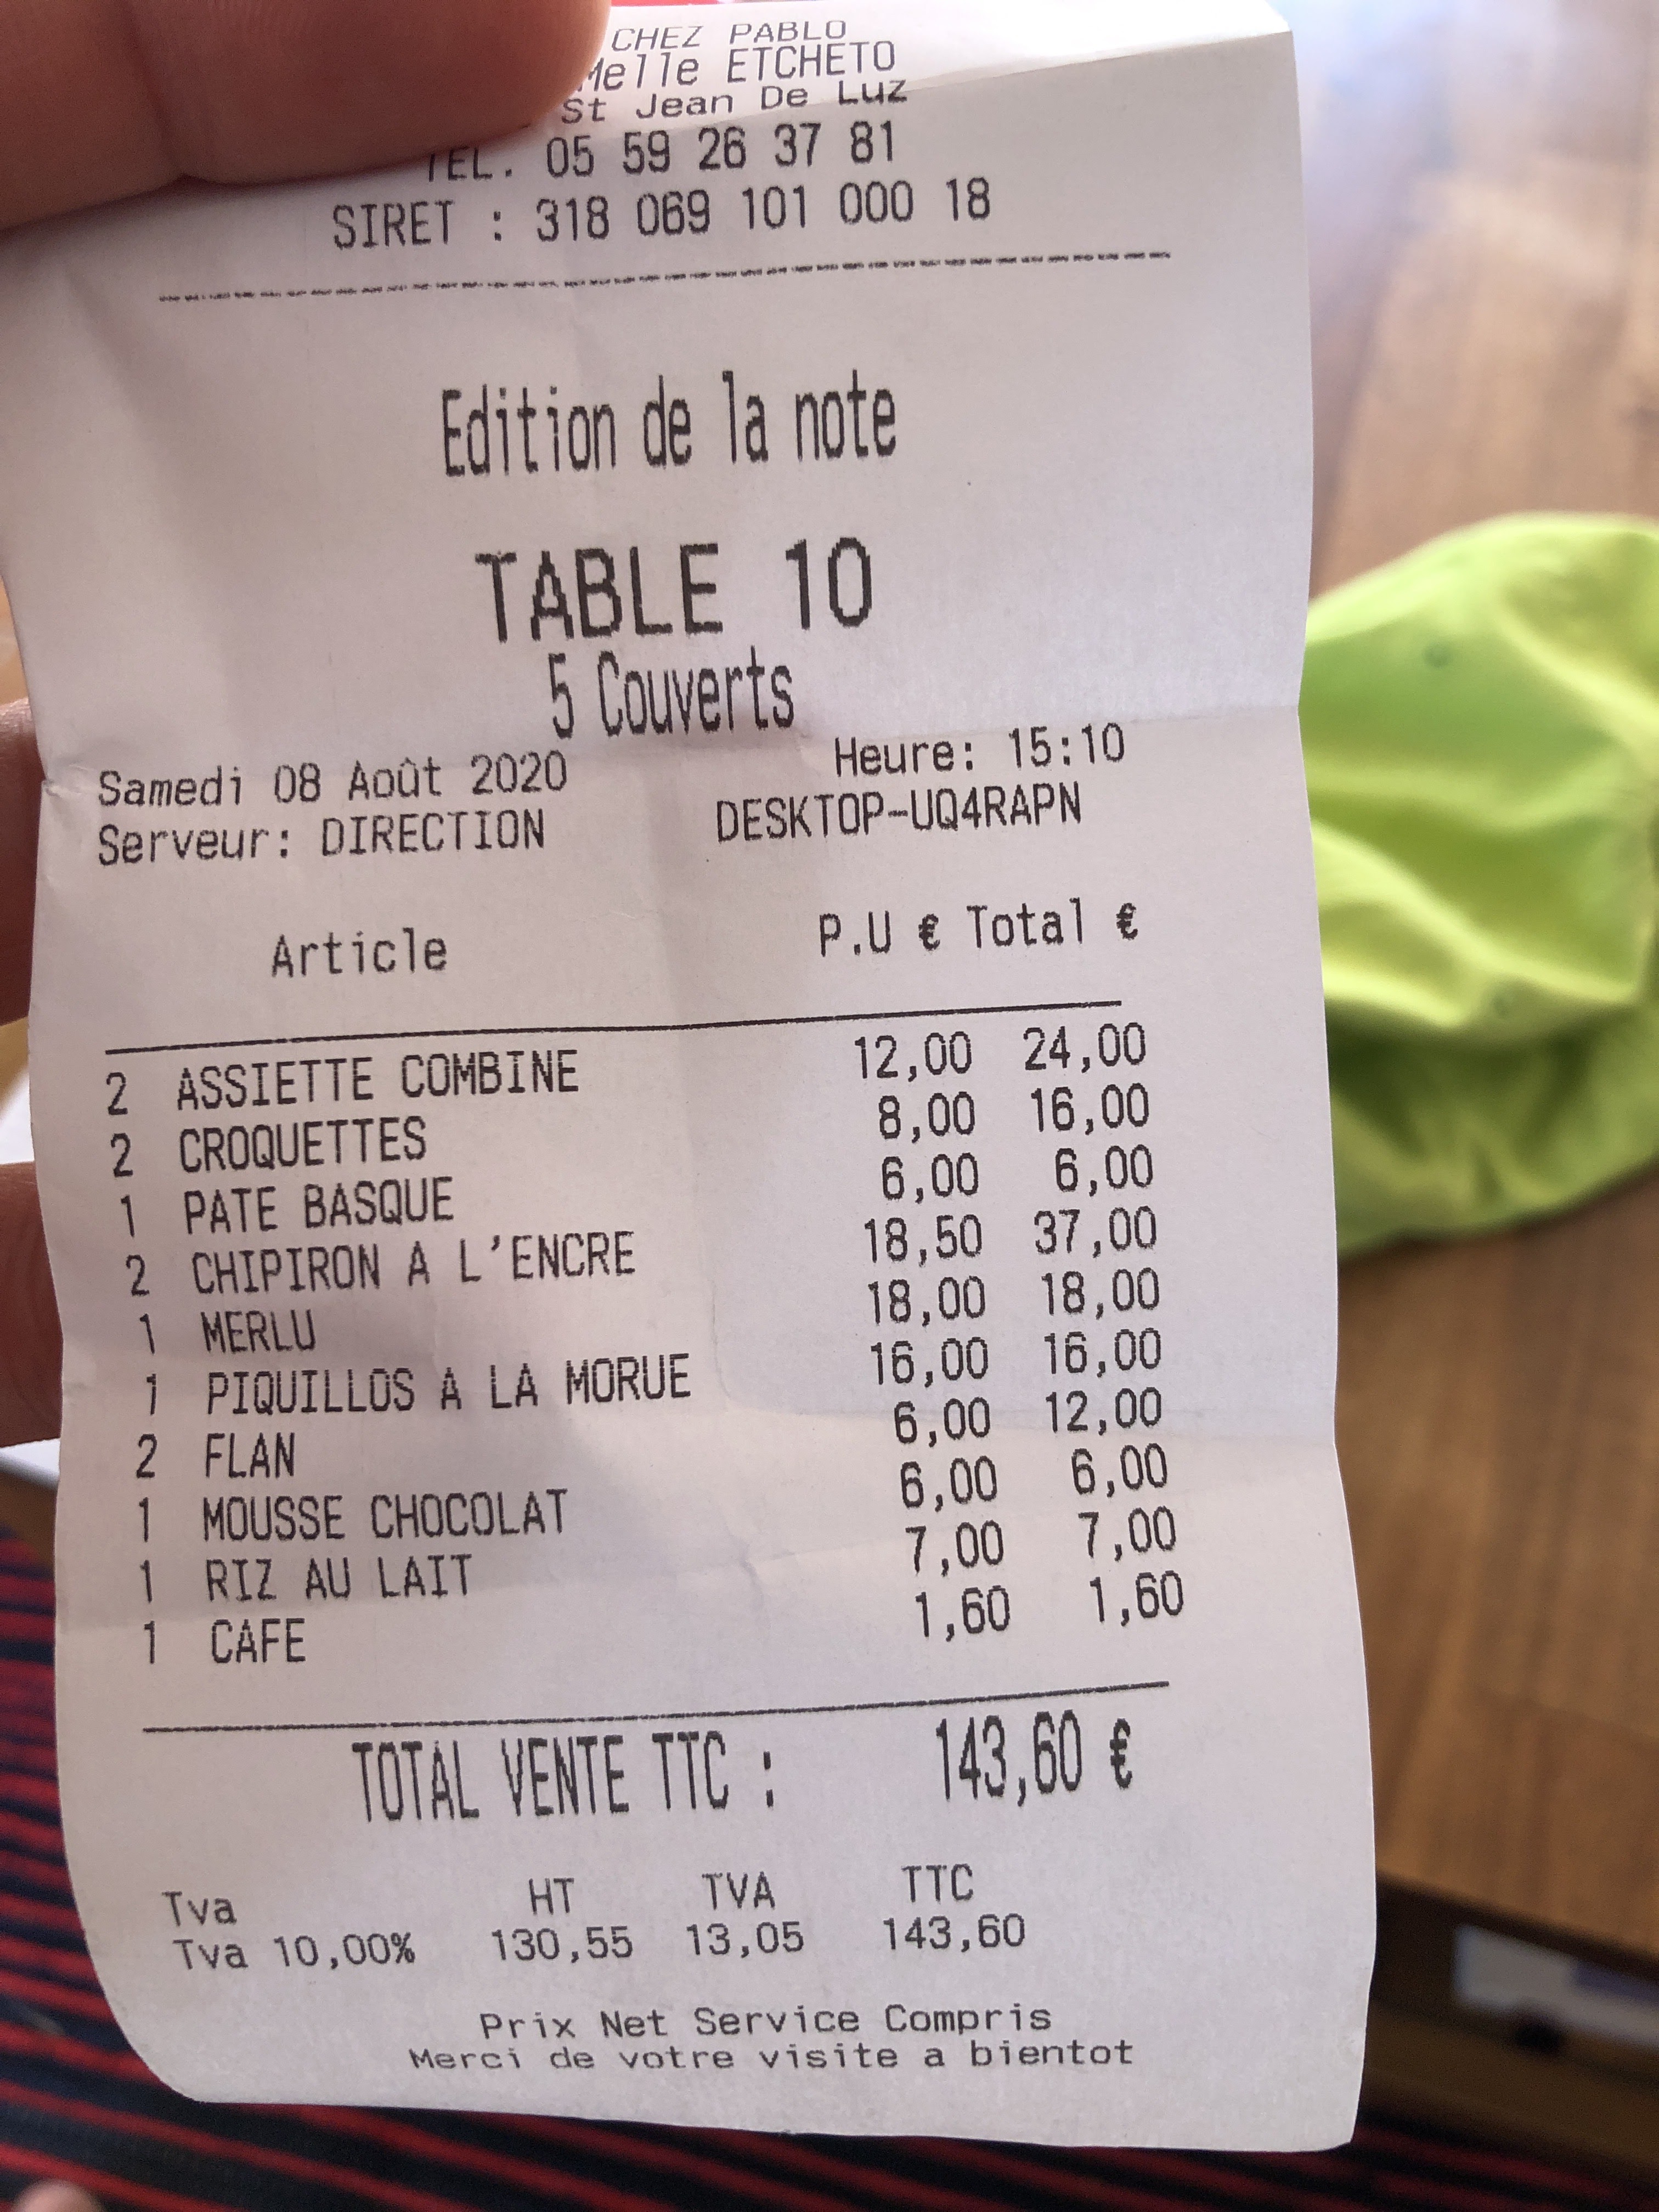 CHEZ PABLO
Melle ETCHETO
St Jean De Luz
TEL. 05 59 26 37 81
SIRET : 318 069 101 000 18
Edition de la note
TABLE 10
5 Couverts
Samedi 08 Août 2020 Heure: 15:10
Serveur: DIRECTION DESKTOP-UQ4RAPN
Article P.U € Total €
2 ASSIETTE COMBINE 12,00 24,00
2 CROQUETTES 8,00 16,00
1 PATE BASQUE 6,00 6,00
2 CHIPIRON A L'ENCRE 18,50 37,00
1 MERLU 18,00 18,00
1 PIQUILLOS A LA MORUE 16,00 16,00
2 FLAN 6,00 12,00
1 MOUSSE CHOCOLAT 6,00 6,00
1 RIZ AU LAIT 7,00 7,00
1 CAFE 1,60 1,60
TOTAL VENTE TTC : 143,60 €
Tva HT TVA TTC
Tva 10,00% 130,55 13,05 143,60
Prix Net Service Compris
Merci de votre visite a bientot